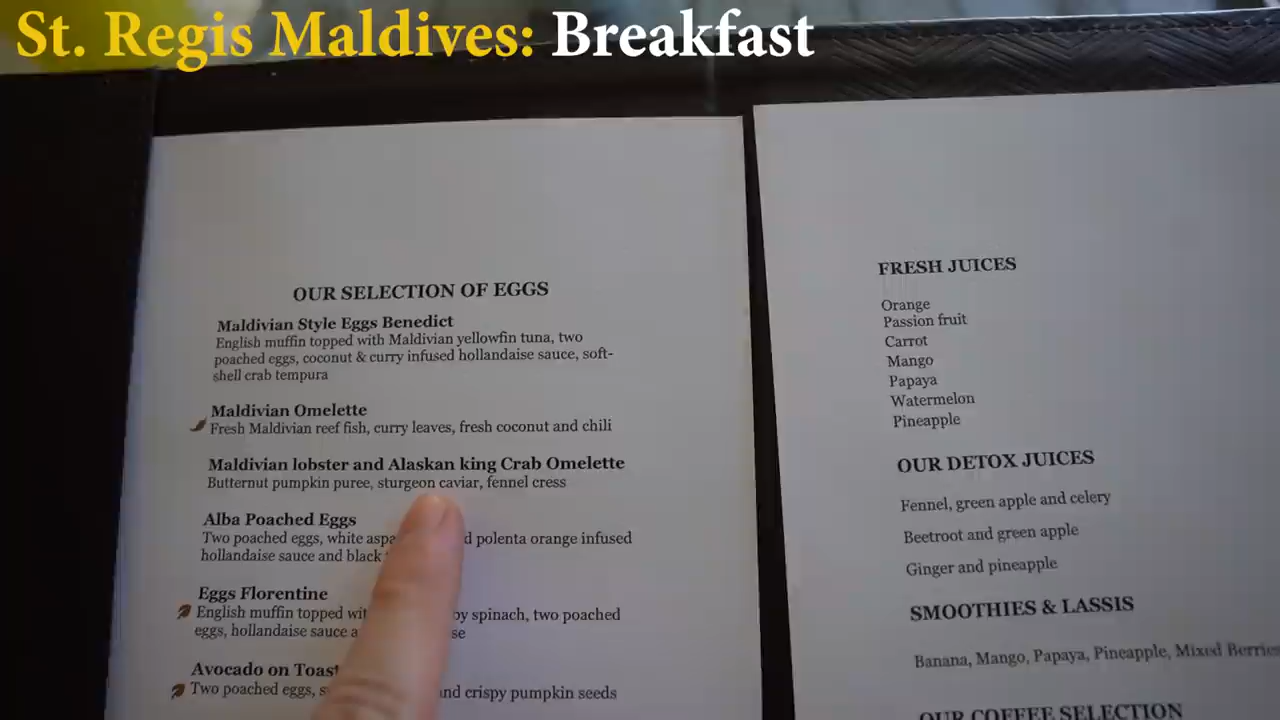 St. Regis Maldives: Breakfast
OUR SELECTION OF EGGS
Maldivian Style Eggs Benedict
English muffin topped with Maldivian yellowfin tuna, two
poached eggs, coconut & curry infused hollandaise sauce, soft-
shell crab tempura
Maldivian Omelette
Fresh Maldivian reef fish, curry leaves, fresh coconut and chili
Maldivian lobster and Alaskan king Crab Omelette
Butternut pumpkin puree, sturgeon caviar, fennel cress
Alba Poached Eggs
Two poached eggs, white polenta orange infused
hollandaise sauce and black
Eggs Florentine
English muffin topped spinach, two poached
eggs, hollandaise sauce
Avocado on Toast
Two poached eggs, and crispy pumpkin seeds
FRESH JUICES
Orange
Passion fruit
Carrot
Mango
Papaya
Watermelon
Pineapple
OUR DETOX JUICES
Fennel, green apple and celery
Beetroot and green apple
Ginger and pineapple
SMOOTHIES & LASSIS
Banana, Mango, Papaya, Pineapple, Mixed Berries
OUR COFFEE SELECTION